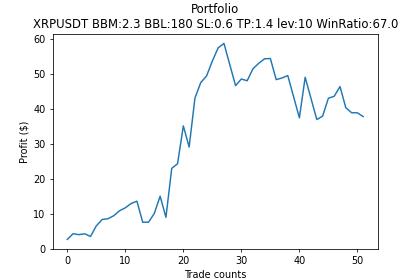 Portfolio
XRPUSDT BBM:2.3 BBL:180 SL:0.6 TP:1.4 lev:10 WinRatio:67.0
60
50
40
30
20
10
0
Profit ($)
0 10 20 30 40 50
Trade counts